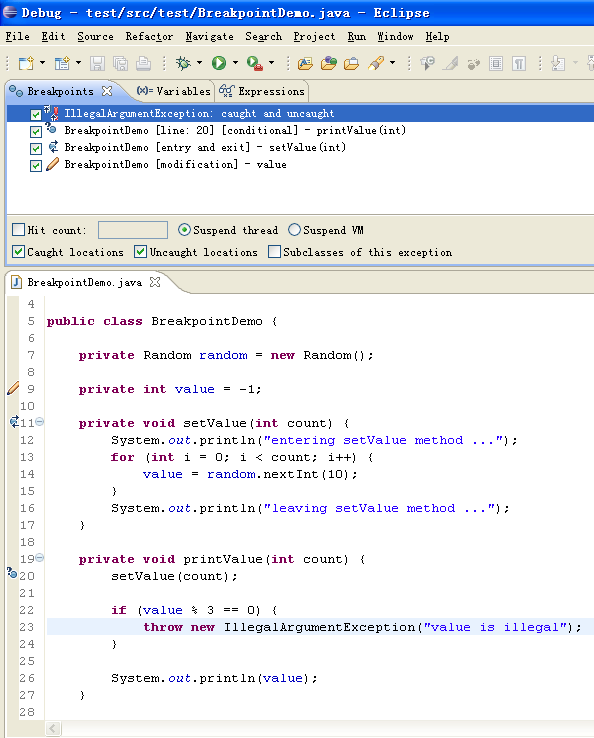 Debug - test/src/test/BreakpointDemo.java - Eclipse
File Edit Source Refactor Navigate Search Project Run Window Help
Breakpoints (x)= Variables Expressions
IllegalArgumentException: caught and uncaught
BreakpointDemo [line: 20] [conditional] - printValue(int)
BreakpointDemo [entry and exit] - setValue(int)
BreakpointDemo [modification] - value
Hit count: Suspend thread Suspend VM
Caught locations Uncaught locations Subclasses of this exception
J BreakpointDemo.java
4
5 public class BreakpointDemo {
6
7 private Random random = new Random();
8
9 private int value = -1;
10
11 private void setValue(int count) {
12 System.out.println("entering setValue method ...");
13 for (int i = 0; i < count; i++) {
14 value = random.nextInt(10);
15 }
16 System.out.println("leaving setValue method ...");
17 }
18
19 private void printValue(int count) {
20 setValue(count);
21
22 if (value % 3 == 0) {
23 throw new IllegalArgumentException("value is illegal");
24 }
25
26 System.out.println(value);
27 }
28